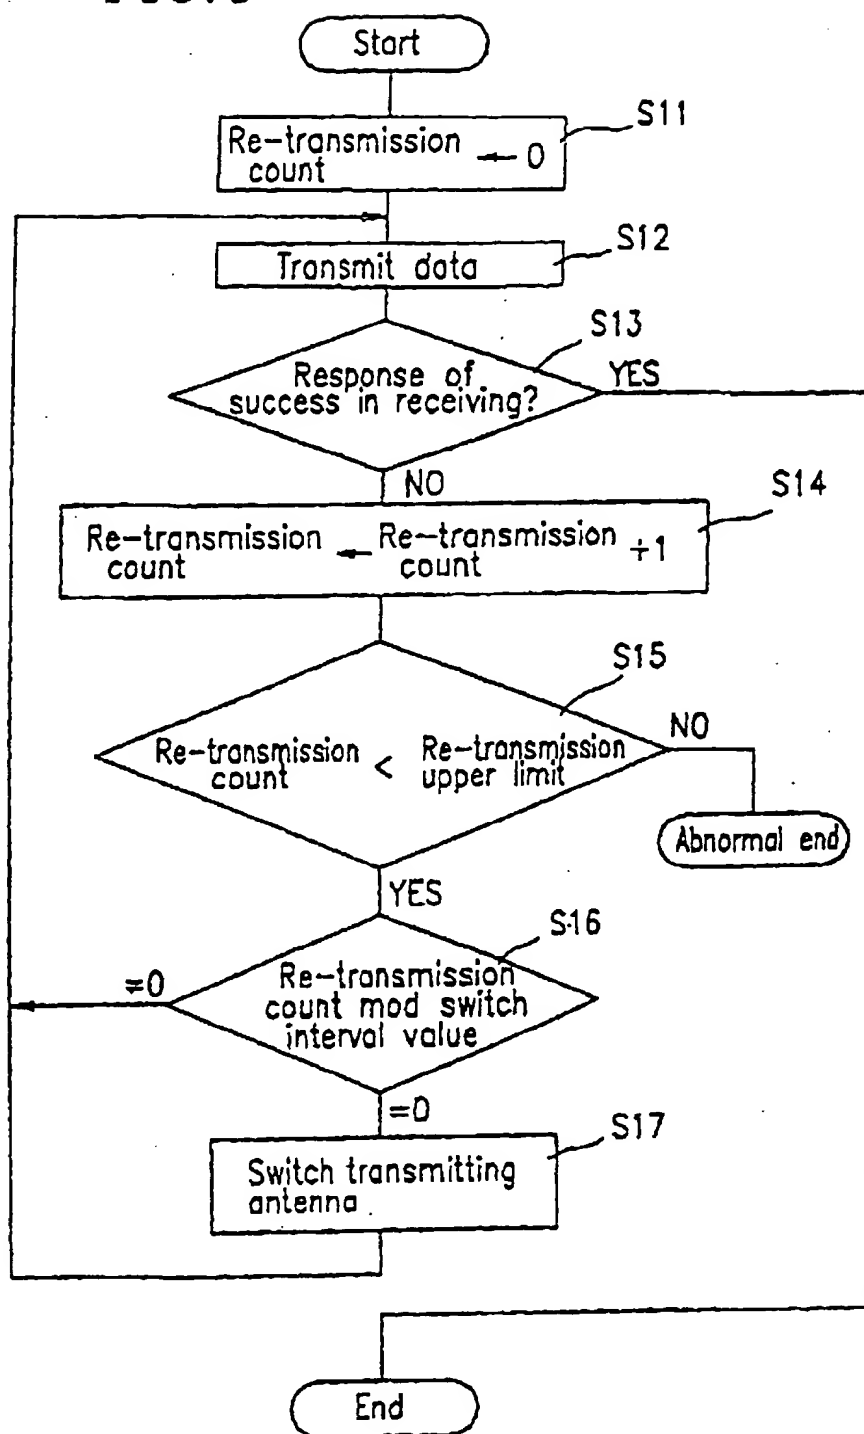 Start
S11
Re-transmission
count
← 0
S12
Transmit data
S13
Response of
success in receiving?
YES
NO
S14
Re-transmission
count
←
Re-transmission
count
+1
S15
Re-transmission
count
<
Re-transmission
upper limit
NO
Abnormal end
YES
S16
Re-transmission
count mod switch
interval value
≠0
=0
S17
Switch transmitting
antenna
End